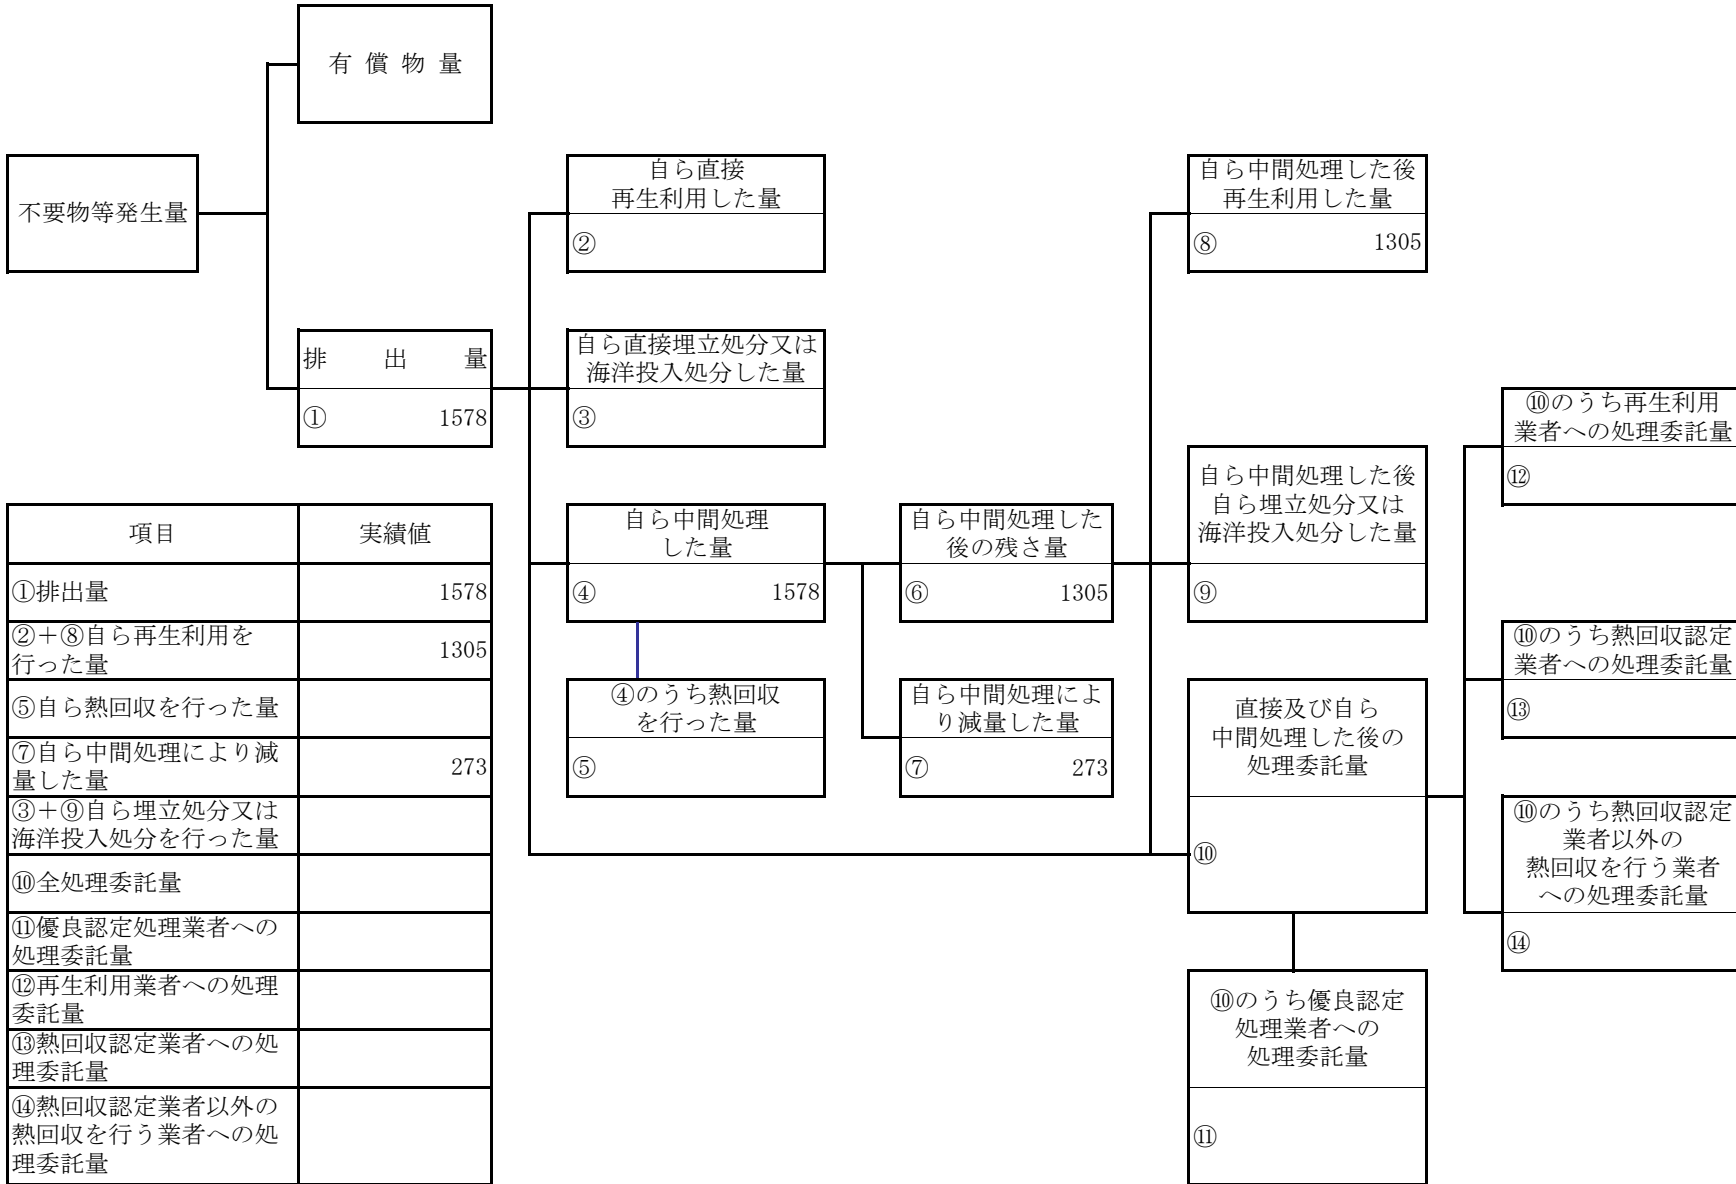 有 償 物 量
不要物等発生量
自ら直接
再生利用した量
②
自ら中間処理した後
再生利用した量
⑧ 1305
排 出 量
① 1578
自ら直接埋立処分又は
海洋投入処分した量
③
⑩のうち再生利用
業者への処理委託量
⑫
自ら中間処理した後
自ら埋立処分又は
海洋投入処分した量
⑨
自ら中間処理
した量
④ 1578
自ら中間処理した
後の残さ量
⑥ 1305
⑩のうち熱回収認定
業者への処理委託量
⑬
④のうち熱回収
を行った量
⑤
自ら中間処理によ
り減量した量
⑦ 273
直接及び自ら
中間処理した後の
処理委託量
⑩
⑩のうち熱回収認定
業者以外の
熱回収を行う業者
への処理委託量
⑭
⑩のうち優良認定
処理業者への
処理委託量
⑪
項目 実績値
①排出量 1578
②+⑧自ら再生利用を
行った量 1305
⑤自ら熱回収を行った量
⑦自ら中間処理により減
量した量 273
③+⑨自ら埋立処分又は
海洋投入処分を行った量
⑩全処理委託量
⑪優良認定処理業者への
処理委託量
⑫再生利用業者への処理
委託量
⑬熱回収認定業者への処
理委託量
⑭熱回収認定業者以外の
熱回収を行う業者への処
理委託量